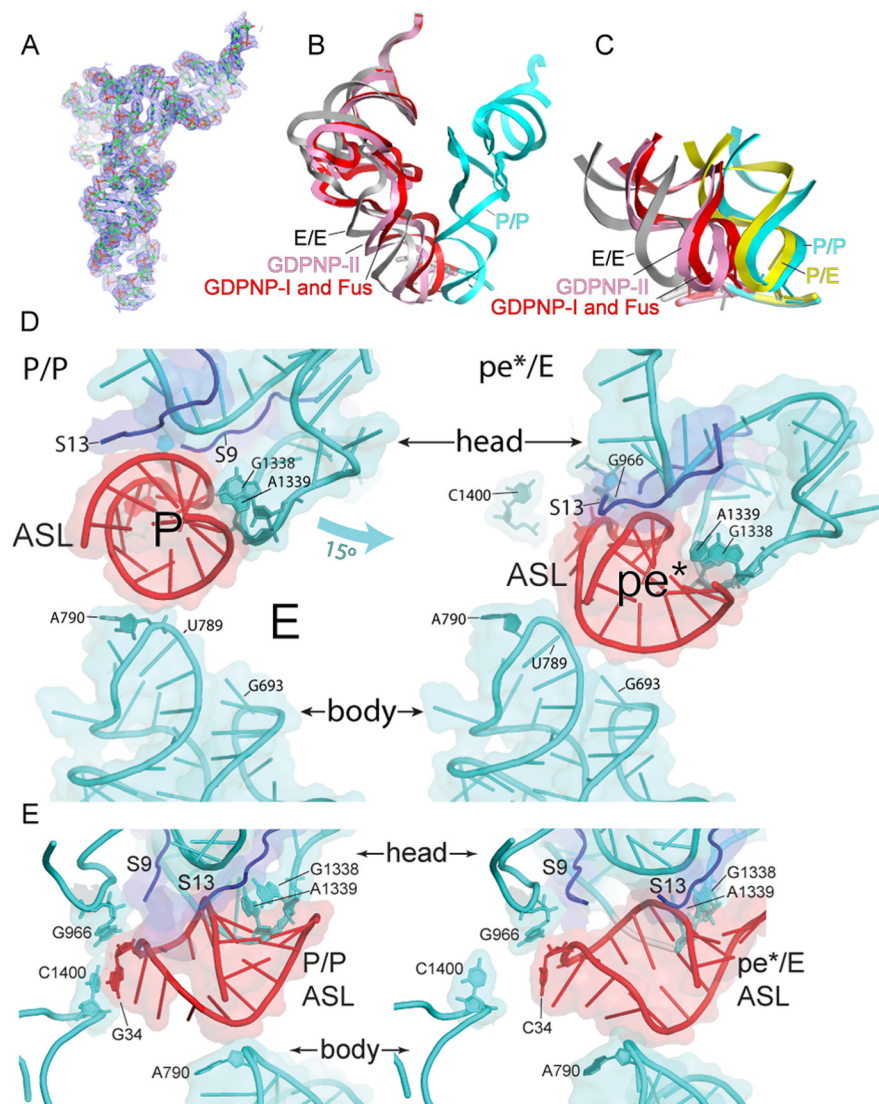 A
B
C
P/P
E/E
GDPNP-II
GDPNP-I and Fus
E/E
GDPNP-II
GDPNP-I and Fus
P/P
P/E
D
P/P
pe*/E
S13
S9
G1338
A1339
ASL
P
15º
head
C1400
G966
S13
A1339
G1338
ASL
pe*
A790
U789
E
G693
A790
U789
G693
body
E
S9
S13
G1338
A1339
head
G966
C1400
G34
P/P
ASL
A790
body
S9
S13
G1338
A1339
G966
C1400
C34
pe*/E
ASL
A790